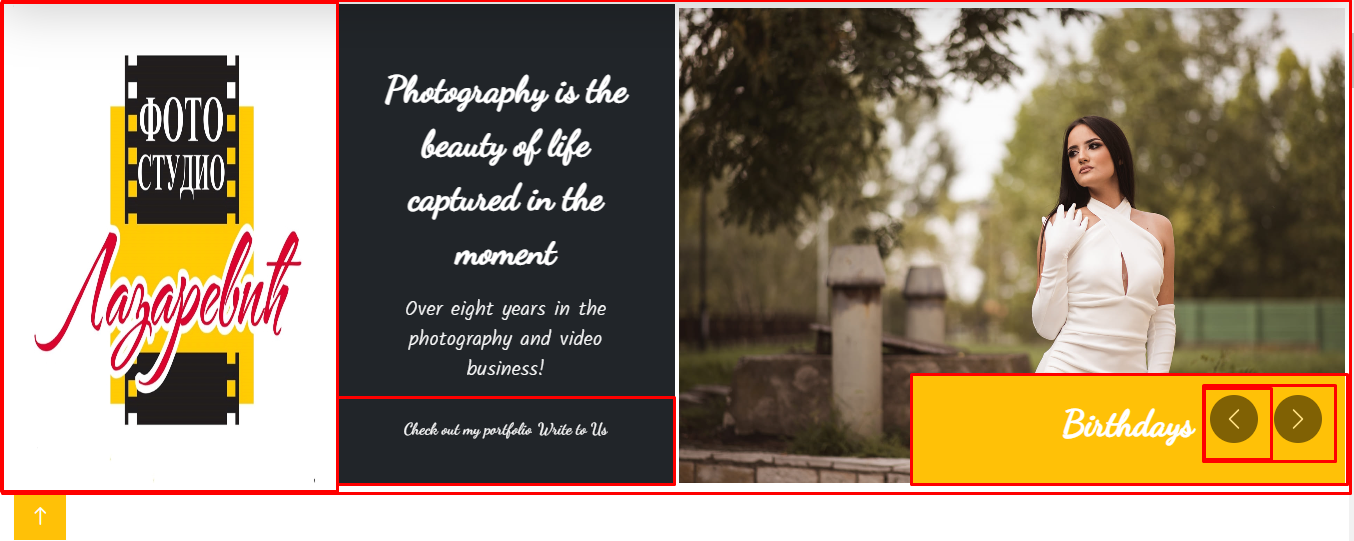 ФОТО
СТУДИО
Лазаревић
Photography is the
beauty of life
captured in the
moment
Over eight years in the
photography and video
business!
Check out my portfolio Write to Us
Birthdays